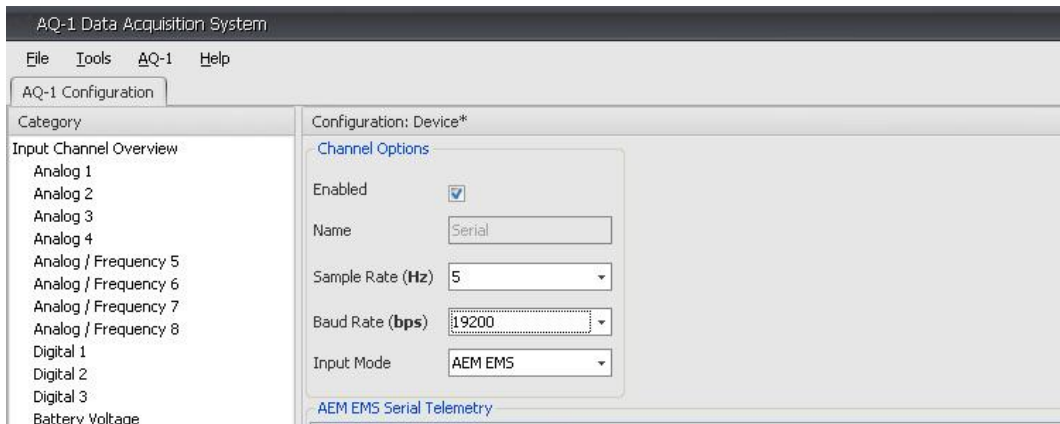 AQ-1 Data Acquisition System
File Tools AQ-1 Help
AQ-1 Configuration
Category
Input Channel Overview
Analog 1
Analog 2
Analog 3
Analog 4
Analog / Frequency 5
Analog / Frequency 6
Analog / Frequency 7
Analog / Frequency 8
Digital 1
Digital 2
Digital 3
Battery Voltage
Configuration: Device*
Channel Options
Enabled
Name Serial
Sample Rate (Hz) 5
Baud Rate (bps) 19200
Input Mode AEM EMS
AEM EMS Serial Telemetry